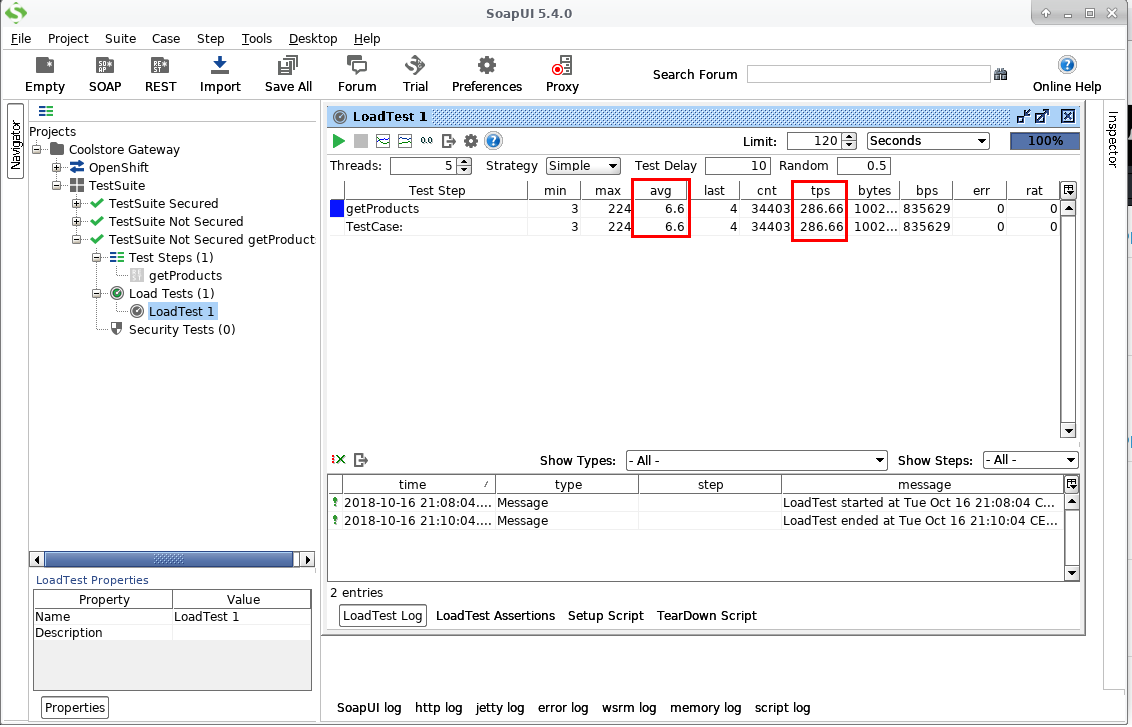 SoapUI 5.4.0
File Project Suite Case Step Tools Desktop Help
Empty SOAP REST Import Save All Forum Trial Preferences Proxy Search Forum Online Help
Navigator
Projects
Coolstore Gateway
OpenShift
TestSuite
TestSuite Secured
TestSuite Not Secured
TestSuite Not Secured getProduct
Test Steps (1)
getProducts
Load Tests (1)
LoadTest 1
Security Tests (0)
LoadTest Properties
Property Value
Name LoadTest 1
Description
Properties
LoadTest 1
0.0 Limit: 120 Seconds 100%
Threads: 5 Strategy Simple Test Delay 10 Random 0.5
Test Step min max avg last cnt tps bytes bps err rat
getProducts 3 224 6.6 4 34403 286.66 1002... 835629 0 0
TestCase: 3 224 6.6 4 34403 286.66 1002... 835629 0 0
Show Types: - All - Show Steps: - All -
time type step message
2018-10-16 21:08:04.... Message LoadTest started at Tue Oct 16 21:08:04 C...
2018-10-16 21:10:04.... Message LoadTest ended at Tue Oct 16 21:10:04 CE...
2 entries
LoadTest Log LoadTest Assertions Setup Script TearDown Script
SoapUI log http log jetty log error log wsrm log memory log script log
Inspector